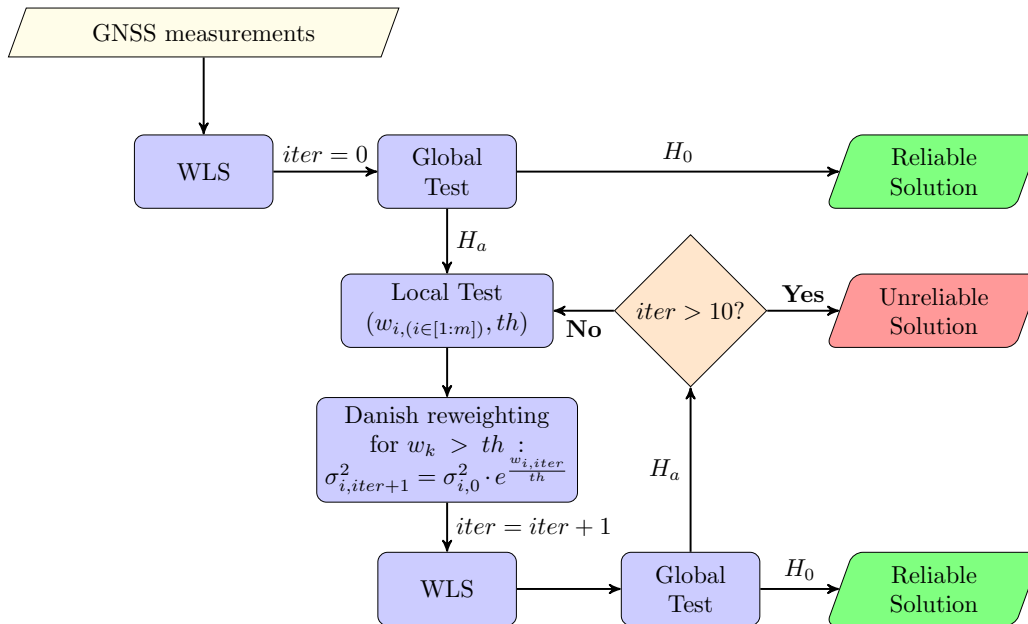 GNSS measurements
WLS
iter = 0
Global
Test
H_0
Reliable
Solution
H_a
Local Test
(w_{i,(i∈[1:m])}, th)
No
iter > 10?
Yes
Unreliable
Solution
Danish reweighting
for w_k > th :
σ²_{i,iter+1} = σ²_{i,0} · e^{\frac{w_{i,iter}}{th}}
iter = iter + 1
H_a
WLS
Global
Test
H_0
Reliable
Solution